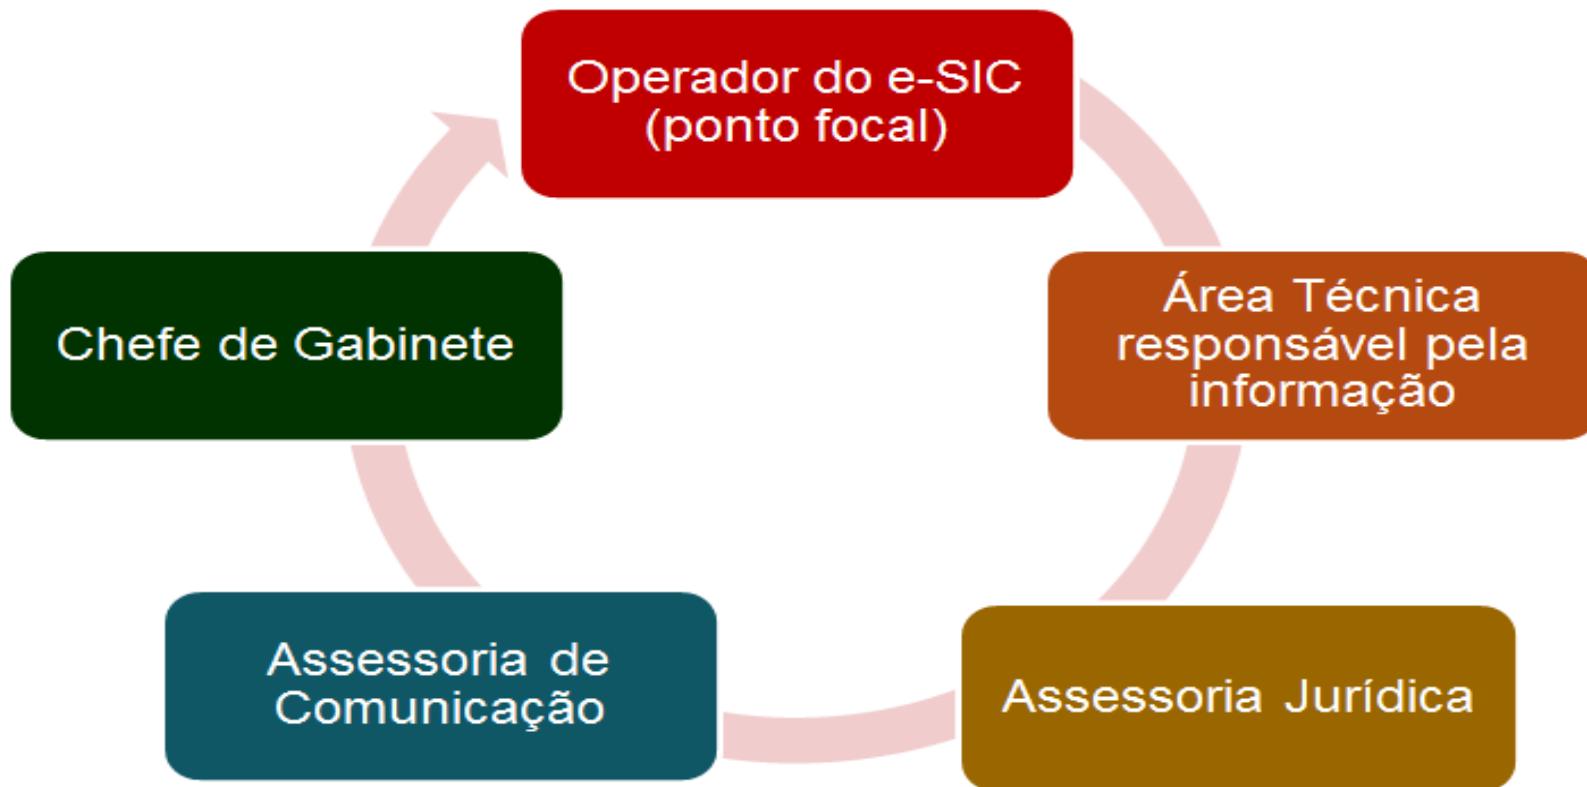 Operador do e-SIC
(ponto focal)
Área Técnica
responsável pela
informação
Assessoria Jurídica
Assessoria de
Comunicação
Chefe de Gabinete